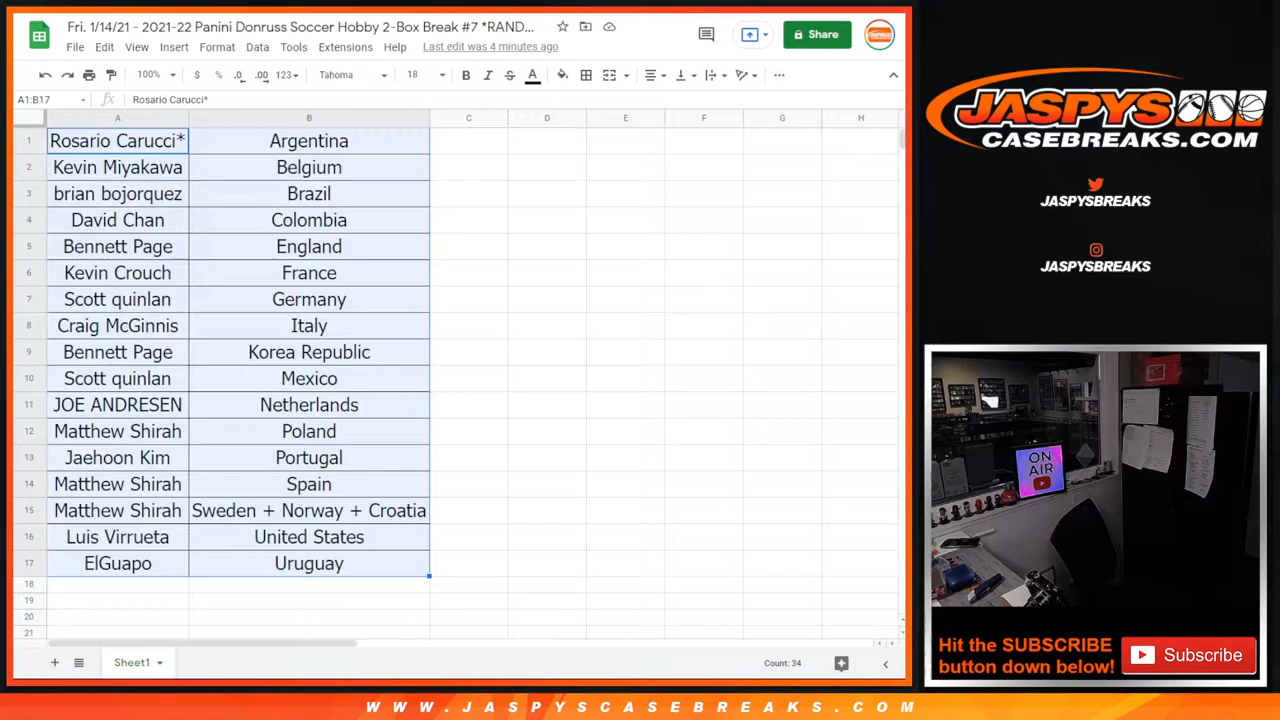 Fri. 1/14/21 - 2021-22 Panini Donruss Soccer Hobby 2-Box Break #7 *RAND...
File Edit View Insert Format Data Tools Extensions Help Last edit was 4 minutes ago
Share
100% $ % .0 .00 123 Tahoma 18 B I S A
A1:B17 fx Rosario Carucci*
A B C D E F G H
1 Rosario Carucci* Argentina
2 Kevin Miyakawa Belgium
3 brian bojorquez Brazil
4 David Chan Colombia
5 Bennett Page England
6 Kevin Crouch France
7 Scott quinlan Germany
8 Craig McGinnis Italy
9 Bennett Page Korea Republic
10 Scott quinlan Mexico
11 JOE ANDRESEN Netherlands
12 Matthew Shirah Poland
13 Jaehoon Kim Portugal
14 Matthew Shirah Spain
15 Matthew Shirah Sweden + Norway + Croatia
16 Luis Virrueta United States
17 ElGuapo Uruguay
18
19
20
21
Sheet1 Count: 34
JASPYS
CASEBREAKS.COM
JASPYSBREAKS
JASPYSBREAKS
ON
AIR
Hit the SUBSCRIBE
button down below!
Subscribe
WWW.JASPYSCASEBREAKS.COM